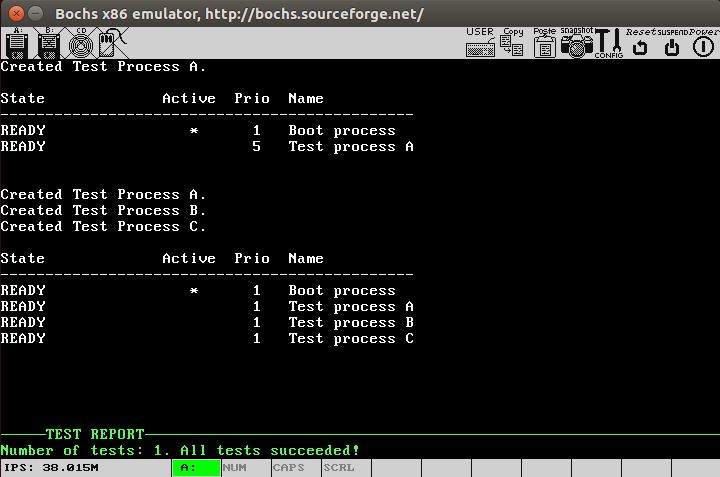 Bochs x86 emulator, http://bochs.sourceforge.net/
A: B: CD USER Copy Paste Snapshot CONFIG Reset SUSPEND Power
Created Test Process A.
State Active Prio Name
----------------------------------------------
READY * 1 Boot process
READY 5 Test process A
Created Test Process A.
Created Test Process B.
Created Test Process C.
State Active Prio Name
----------------------------------------------
READY * 1 Boot process
READY 1 Test process A
READY 1 Test process B
READY 1 Test process C
TEST REPORT
Number of tests: 1. All tests succeeded!
IPS: 38.015M A: NUM CAPS SCRL